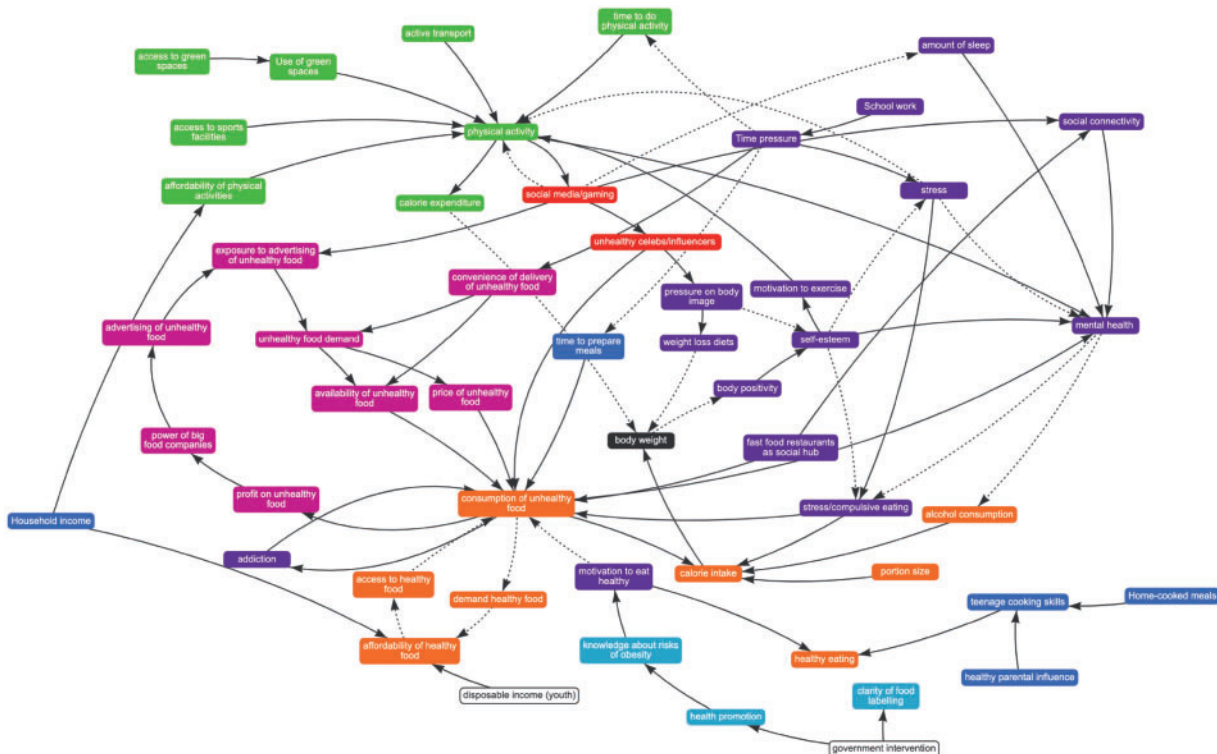 time to do
physical activity
active transport
amount of sleep
access to green
spaces
Use of green
spaces
School work
social connectivity
access to sports
facilities
physical activity
Time pressure
affordability of physical
activities
calorie expenditure
social media/gaming
stress
unhealthy celebs/influencers
exposure to advertising
of unhealthy food
convenience of delivery
of unhealthy food
pressure on body
image
motivation to exercise
advertising of unhealthy
food
unhealthy food demand
time to prepare
meals
weight loss diets
self-esteem
mental health
availability of unhealthy
food
price of unhealthy
food
body positivity
power of big
food companies
body weight
fast food restaurants
as social hub
profit on unhealthy
food
consumption of unhealthy
food
stress/compulsive eating
alcohol consumption
Household income
addiction
access to healthy
food
demand healthy food
motivation to eat
healthy
calorie intake
portion size
teenage cooking skills
Home-cooked meals
affordability of healthy
food
knowledge about risks
of obesity
healthy eating
healthy parental influence
disposable income (youth)
clarity of food
labelling
health promotion
government intervention